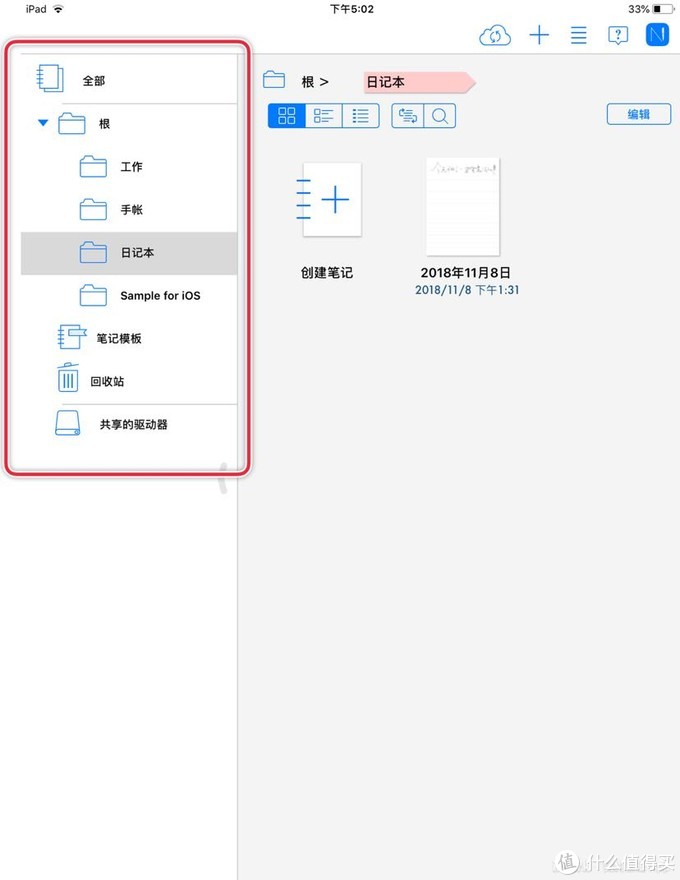 iPad
下午5:02
33%
全部
根
工作
手帐
日记本
Sample for iOS
笔记模板
回收站
共享的驱动器
根 >
日记本
编辑
创建笔记
2018年11月8日
2018/11/8 下午1:31
值 什么值得买